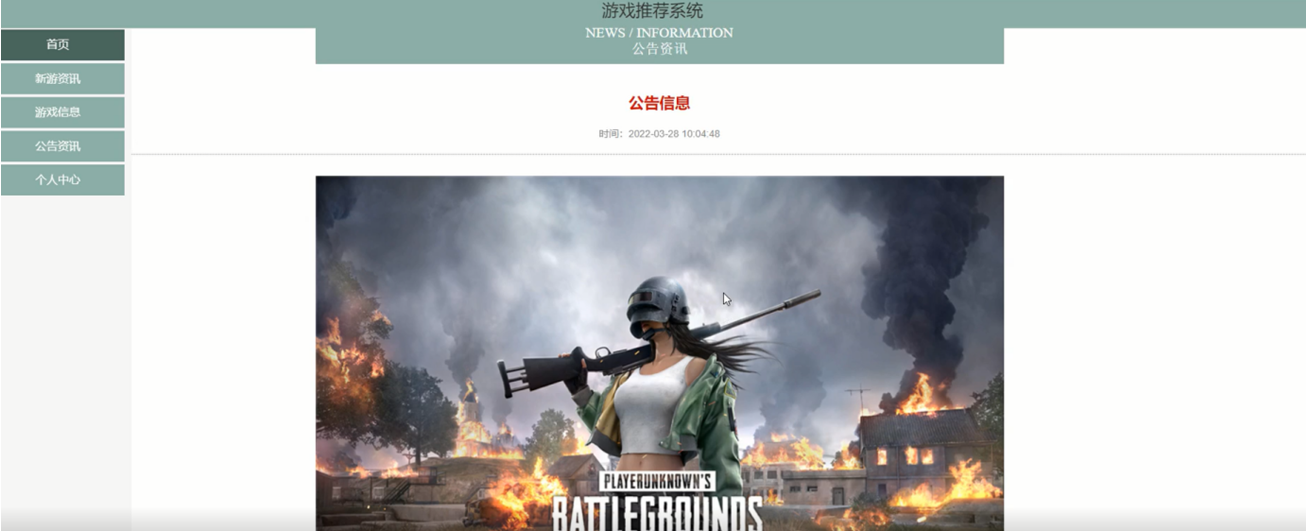 游戏推荐系统
NEWS / INFORMATION
公告资讯
首页
新游资讯
游戏信息
公告资讯
个人中心
公告信息
时间：2022-03-28 10:04:48
PLAYERUNKNOWN'S
BATTLEGROUNDS